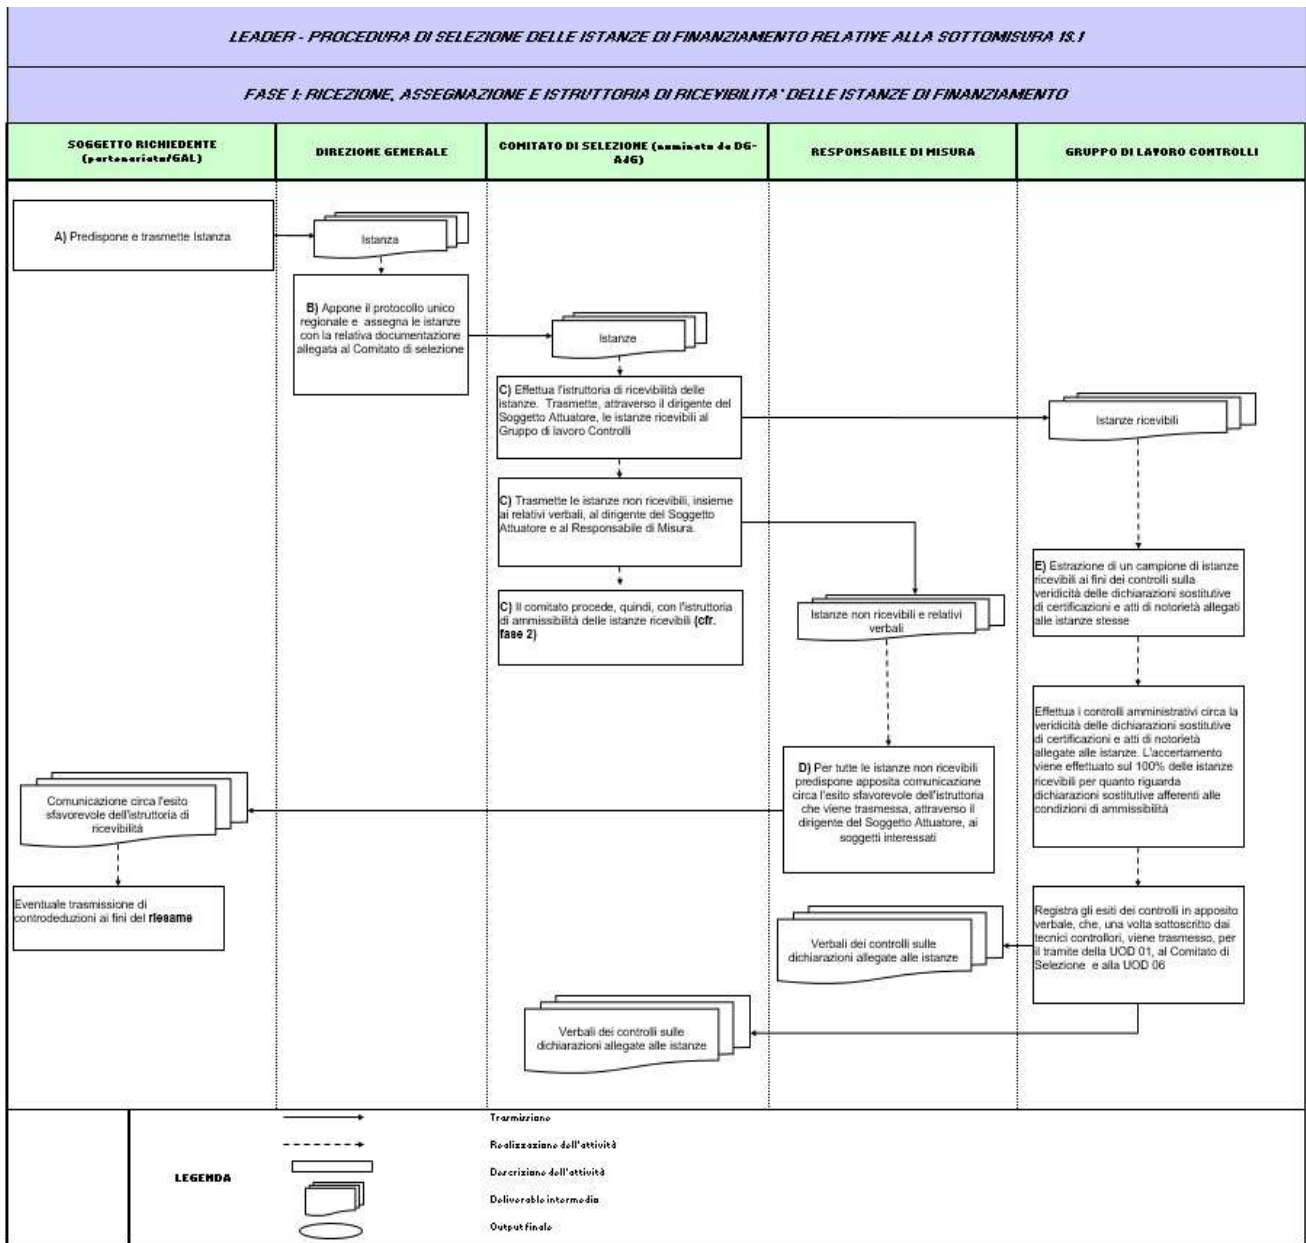 LEADER - PROCEDURA DI SELEZIONE DELLE ISTANZE DI FINANZIAMENTO RELATIVE ALLA SOTTOMISURA 19.1
FASE 1: RICEZIONE, ASSEGNAZIONE E ISTRUTTORIA DI RICEVIBILITA' DELLE ISTANZE DI FINANZIAMENTO
SOGGETTO RICHIEDENTE
(partenariato/GAL)
DIREZIONE GENERALE
COMITATO DI SELEZIONE (nominato da DG-
AdG)
RESPONSABILE DI MISURA
GRUPPO DI LAVORO CONTROLLI
A) Predispone e trasmette Istanza
Istanza
B) Appone il protocollo unico
regionale e assegna le istanze
con la relativa documentazione
allegata al Comitato di selezione
Istanze
C) Effettua l'istruttoria di ricevibilità delle
istanze. Trasmette, attraverso il dirigente del
Soggetto Attuatore, le istanze ricevibili al
Gruppo di lavoro Controlli
Istanze ricevibili
C) Trasmette le istanze non ricevibili, insieme
ai relativi verbali, al dirigente del Soggetto
Attuatore e al Responsabile di Misura.
C) Il comitato procede, quindi, con l'istruttoria
di ammissibilità delle istanze ricevibili (cfr.
fase 2)
Istanze non ricevibili e relativi
verbali
E) Estrazione di un campione di istanze
ricevibili ai fini dei controlli sulla
veridicità delle dichiarazioni sostitutive
di certificazioni e atti di notorietà allegati
alle istanze stesse
Effettua i controlli amministrativi circa la
veridicità delle dichiarazioni sostitutive
di certificazioni e atti di notorietà
allegate alle istanze. L'accertamento
viene effettuato sul 100% delle istanze
ricevibili per quanto riguarda
dichiarazioni sostitutive afferenti alle
condizioni di ammissibilità
D) Per tutte le istanze non ricevibili
predispone apposita comunicazione
circa l'esito sfavorevole dell'istruttoria
che viene trasmessa, attraverso il
dirigente del Soggetto Attuatore, ai
soggetti interessati
Comunicazione circa l'esito
sfavorevole dell'istruttoria di
ricevibilità
Eventuale trasmissione di
controdeduzioni ai fini del riesame
Registra gli esiti dei controlli in apposito
verbale, che, una volta sottoscritto dai
tecnici controllori, viene trasmesso, per
il tramite della UOD 01, al Comitato di
Selezione e alla UOD 06
Verbali dei controlli sulle
dichiarazioni allegate alle istanze
Verbali dei controlli sulle
dichiarazioni allegate alle istanze
LEGENDA
Trasmissione
Realizzazione dell'attività
Descrizione dell'attività
Deliverable intermedio
Output finale